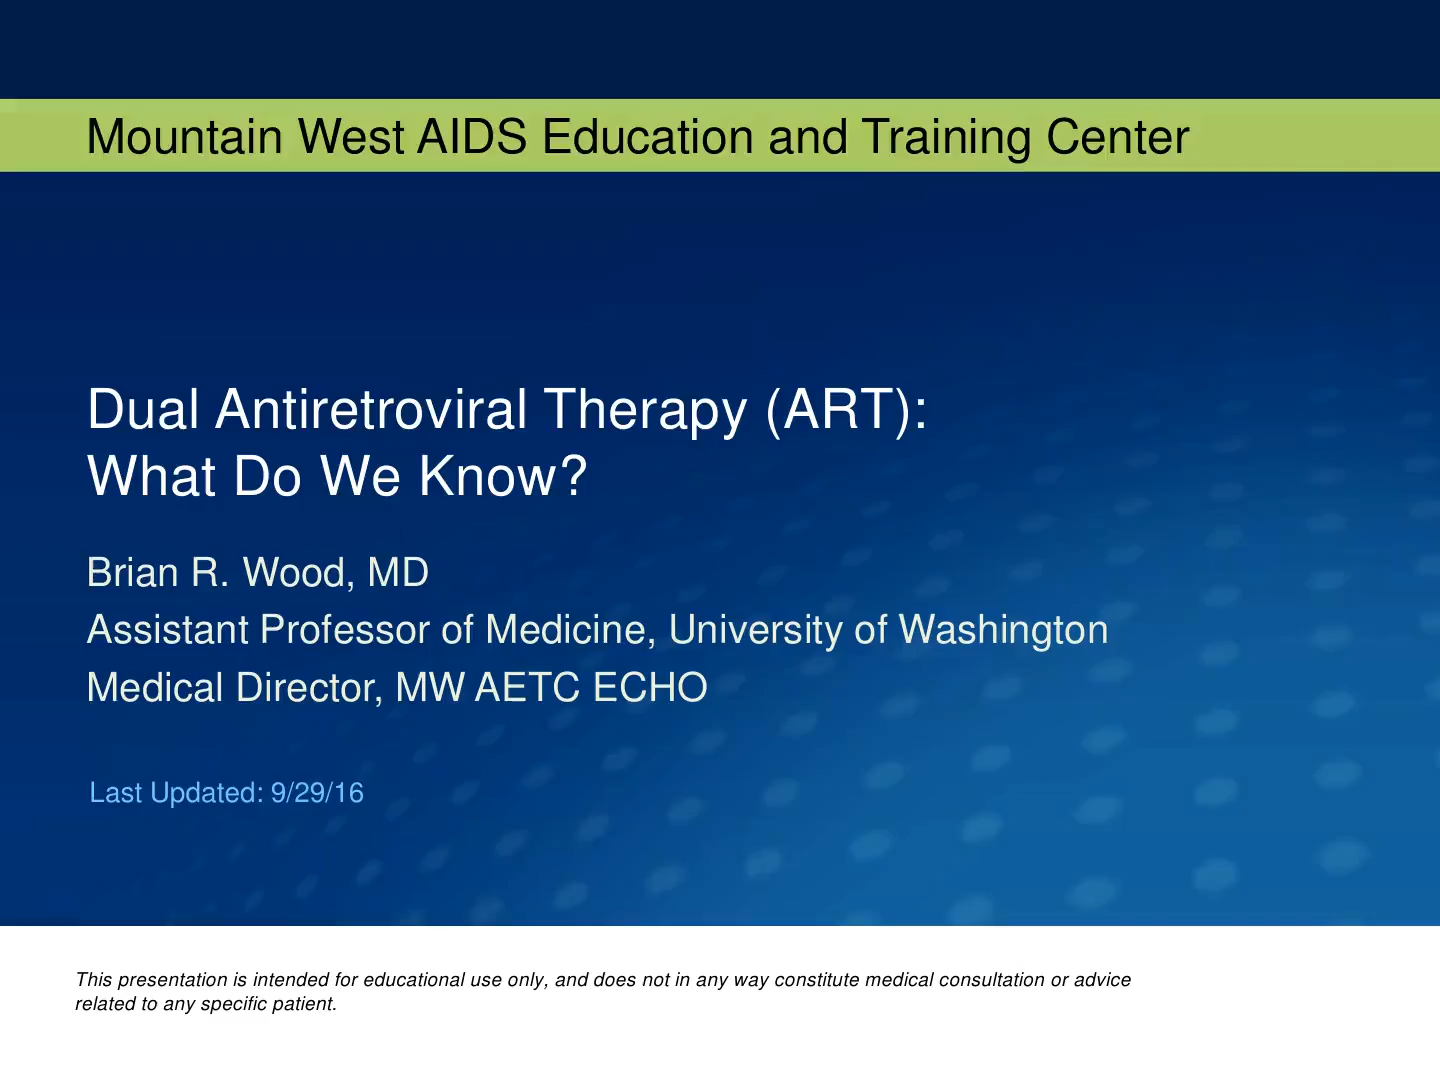 Mountain West AIDS Education and Training Center
Dual Antiretroviral Therapy (ART):
What Do We Know?
Brian R. Wood, MD
Assistant Professor of Medicine, University of Washington
Medical Director, MW AETC ECHO
Last Updated: 9/29/16
This presentation is intended for educational use only, and does not in any way constitute medical consultation or advice
related to any specific patient.